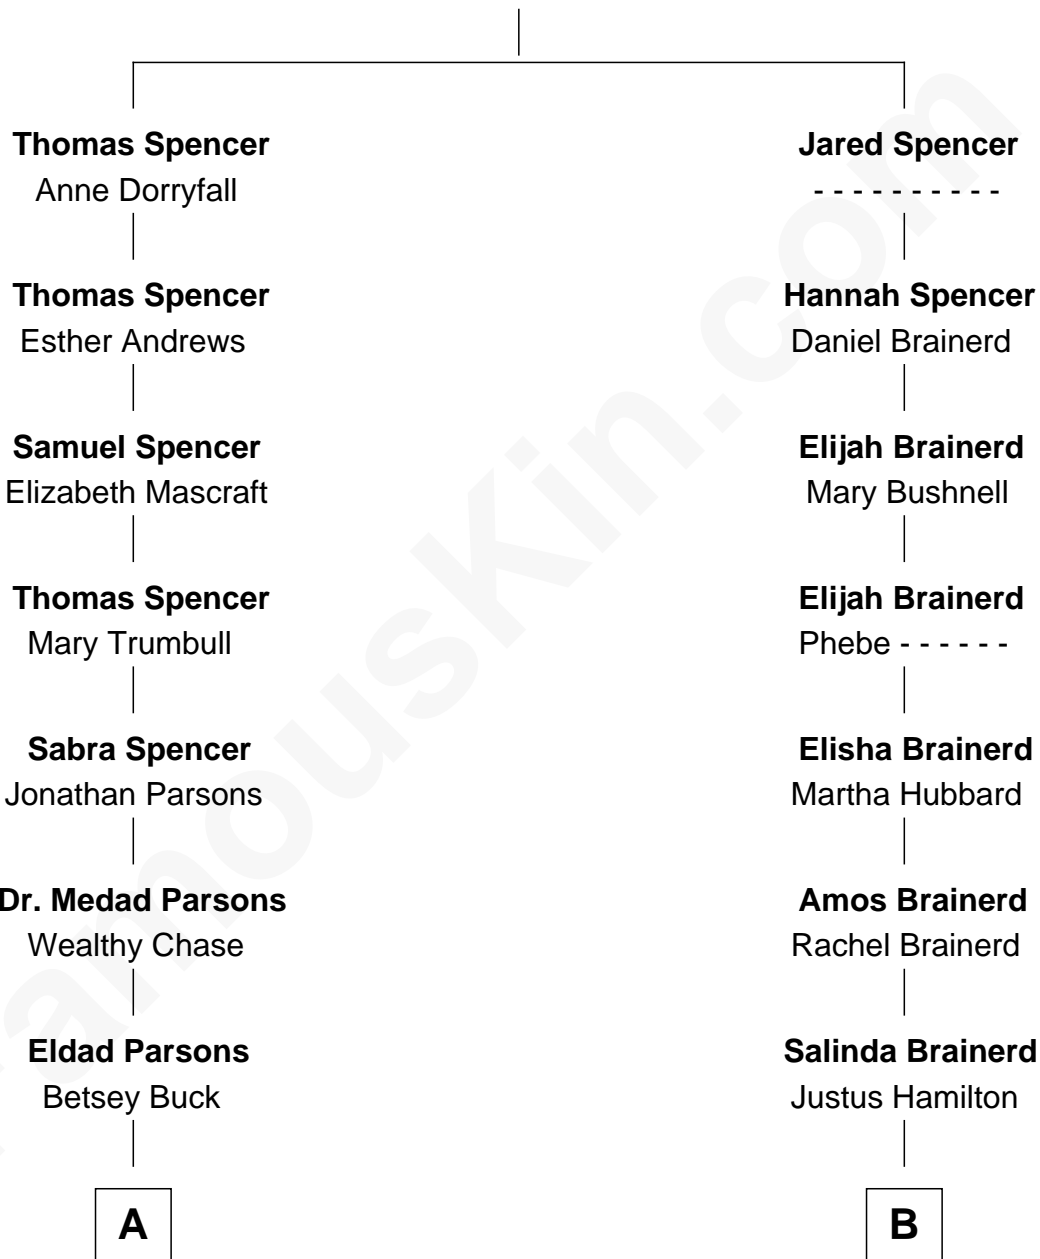 Thomas Spencer
Anne Dorryfall
Thomas Spencer
Esther Andrews
Samuel Spencer
Elizabeth Mascraft
Thomas Spencer
Mary Trumbull
Sabra Spencer
Jonathan Parsons
Dr. Medad Parsons
Wealthy Chase
Eldad Parsons
Betsey Buck
A
Jared Spencer
- - - - - - - - - -
Hannah Spencer
Daniel Brainerd
Elijah Brainerd
Mary Bushnell
Elijah Brainerd
Phebe - - - - - -
Elisha Brainerd
Martha Hubbard
Amos Brainerd
Rachel Brainerd
Salinda Brainerd
Justus Hamilton
B
FamousKin.com